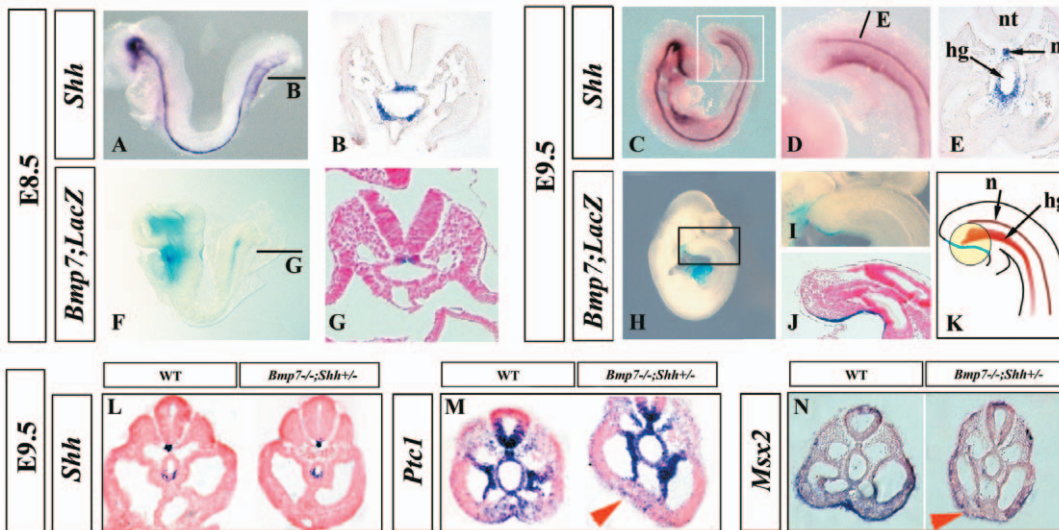 E8.5
Shh
A
B
B
Bmp7;LacZ
F
G
G
E9.5
Shh
C
E
D
nt
n
hg
E
Bmp7;LacZ
H
I
J
n
hg
K
E9.5
Shh
WT
Bmp7-/-;Shh+/-
L
Ptc1
WT
Bmp7-/-;Shh+/-
M
Msx2
WT
Bmp7-/-;Shh+/-
N